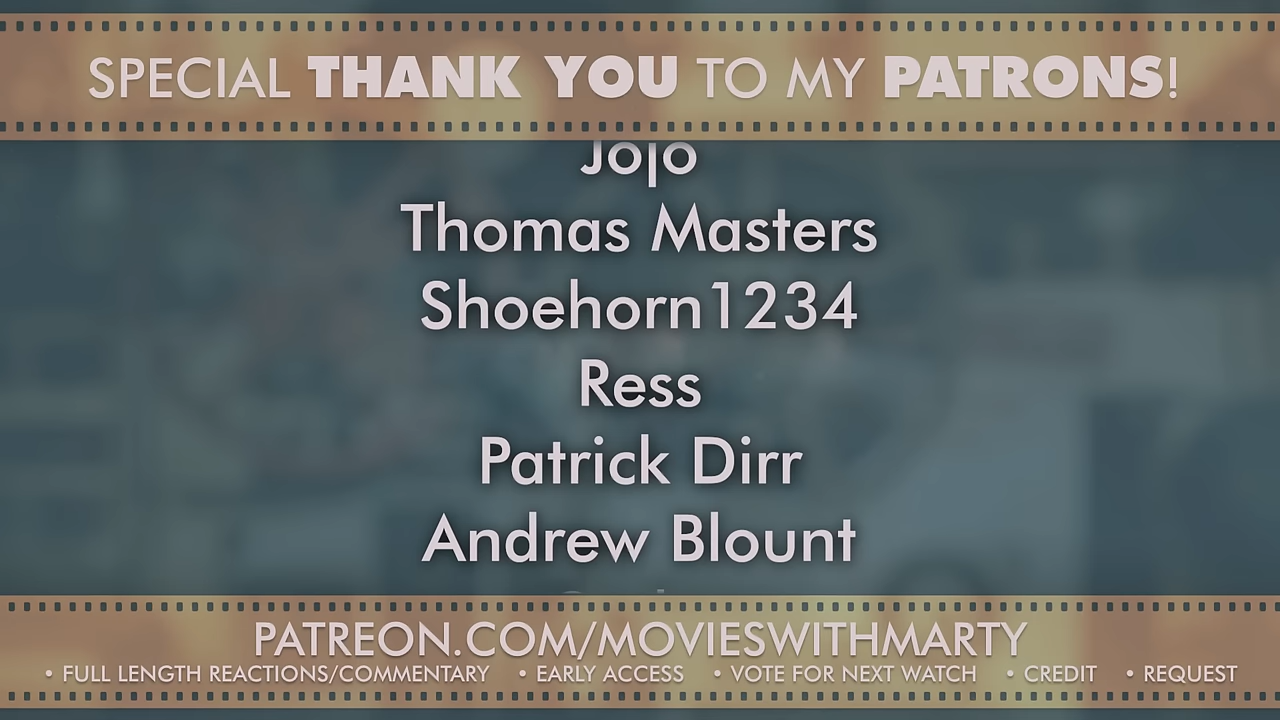 SPECIAL THANK YOU TO MY PATRONS!
Jojo
Thomas Masters
Shoehorn1234
Ress
Patrick Dirr
Andrew Blount
PATREON.COM/MOVIESWITHMARTY
• FULL LENGTH REACTIONS/COMMENTARY • EARLY ACCESS • VOTE FOR NEXT WATCH • CREDIT • REQUEST